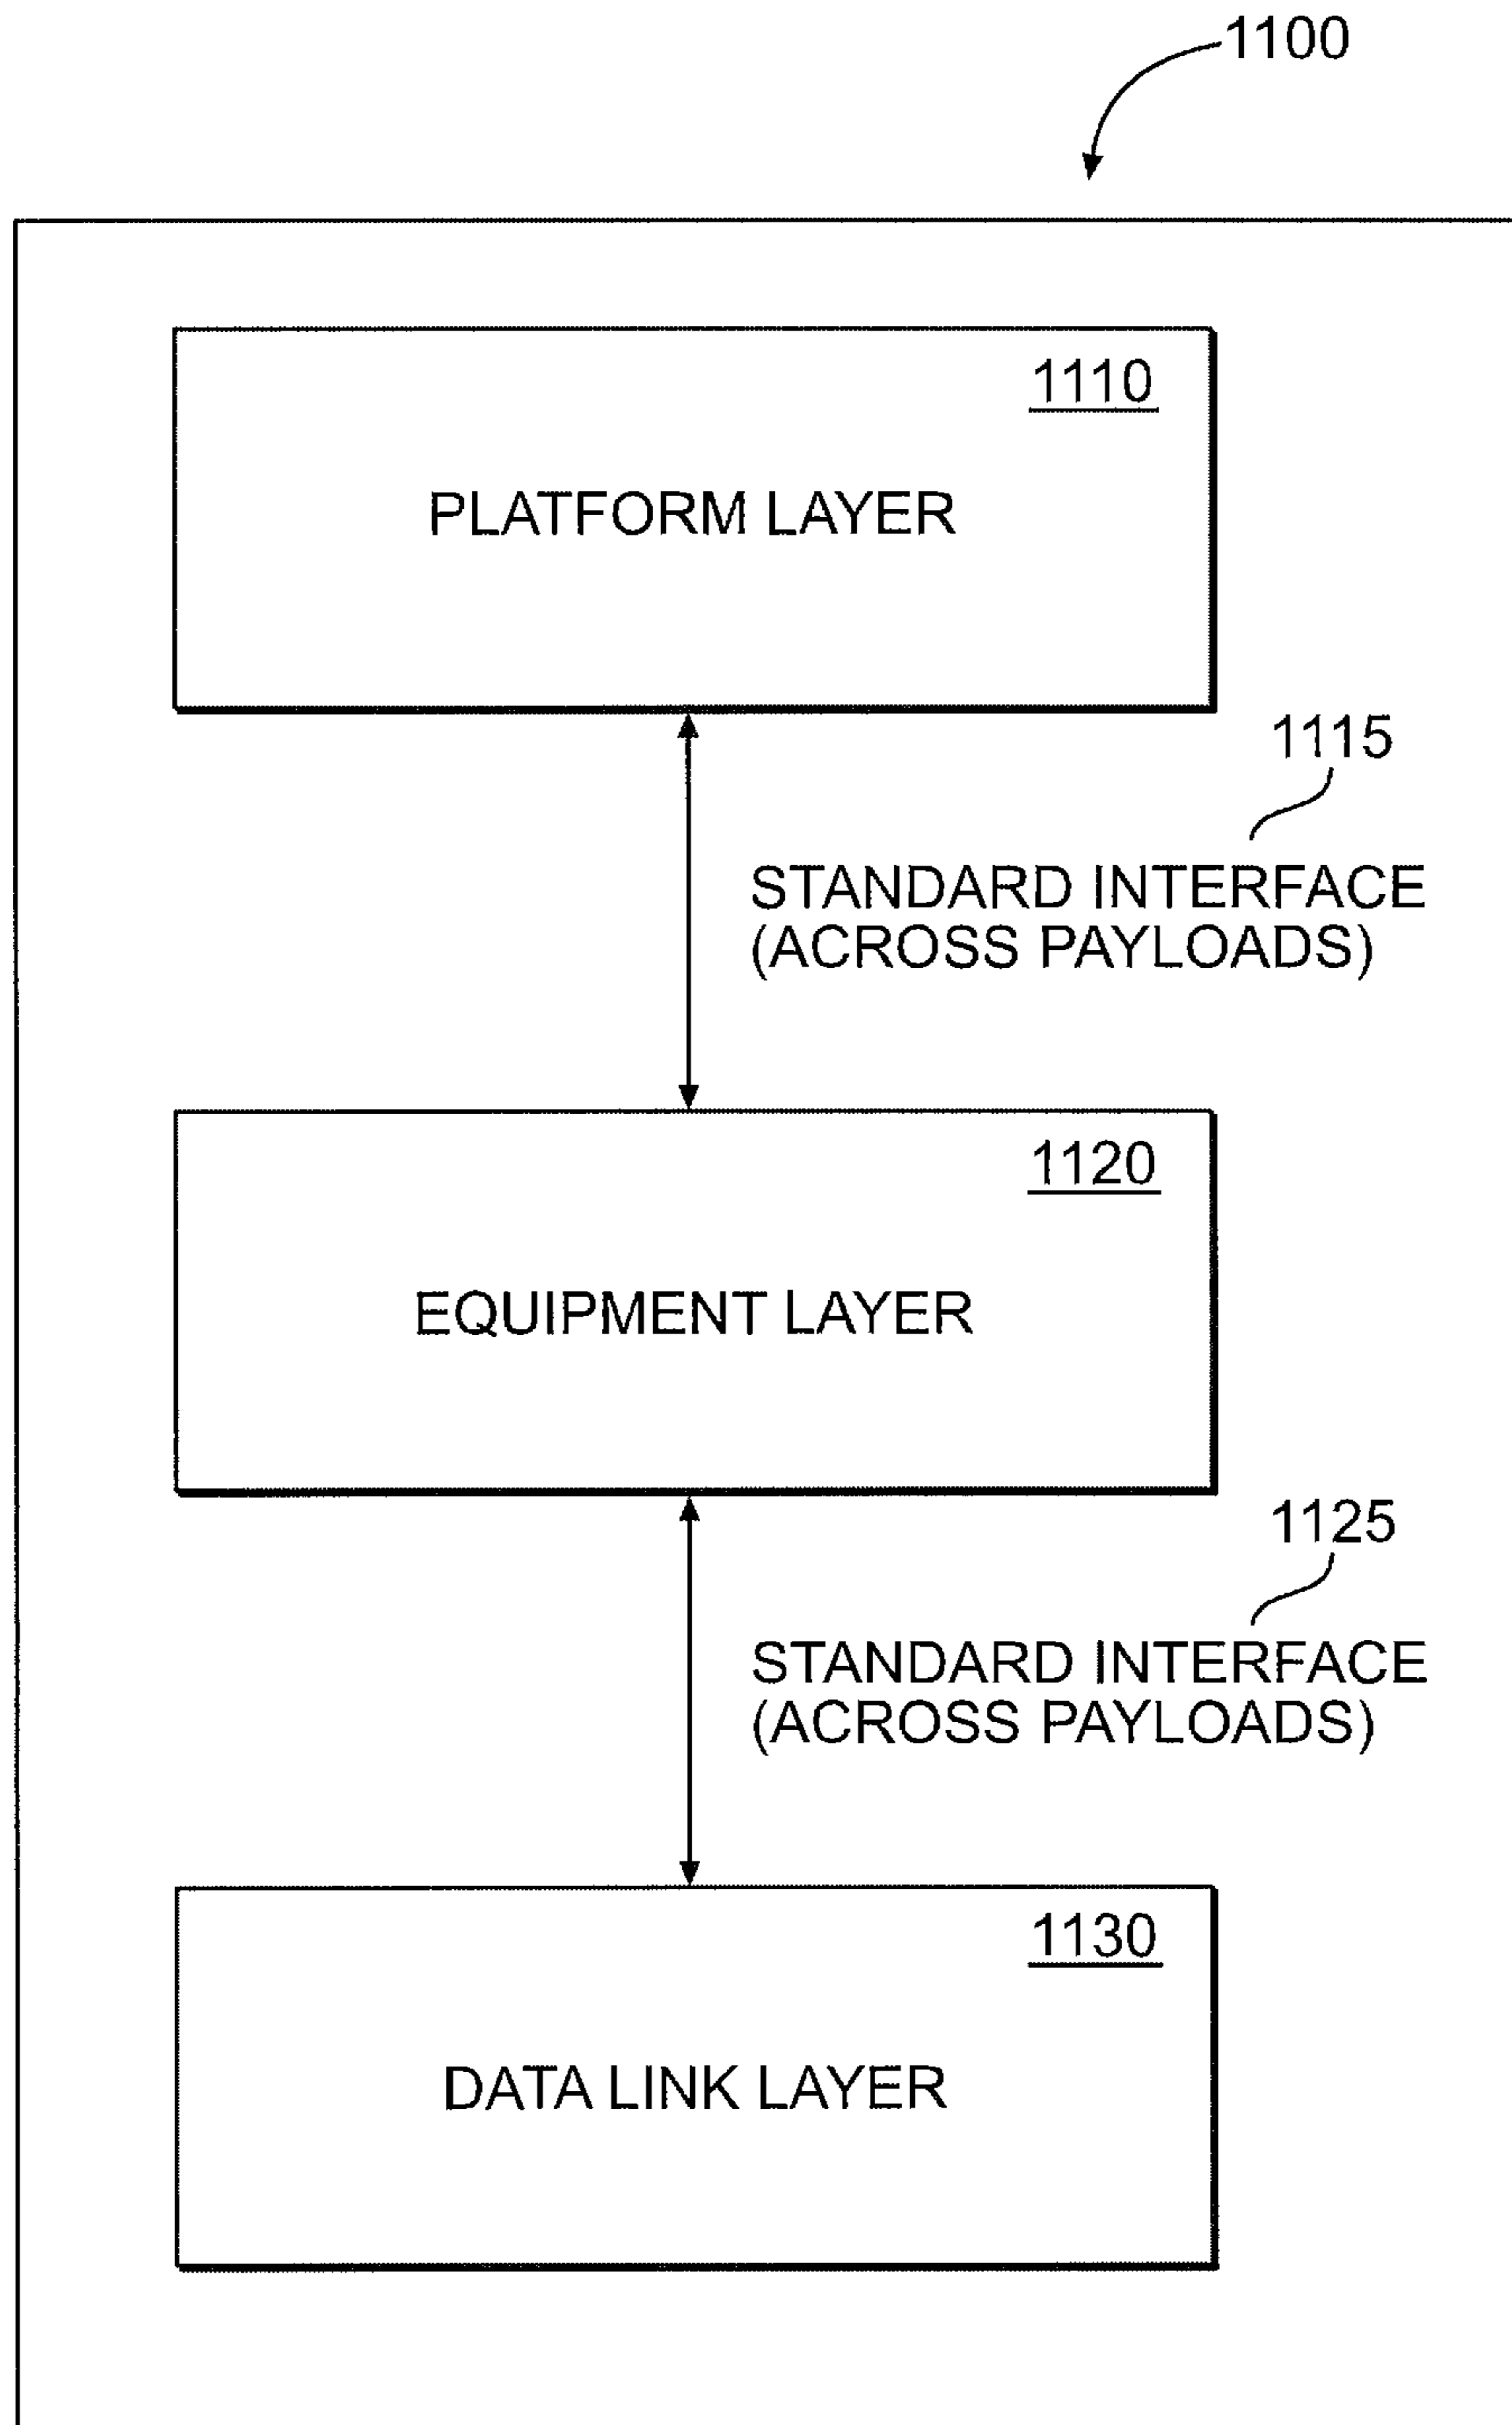 1100
1110
PLATFORM LAYER
1115
STANDARD INTERFACE
(ACROSS PAYLOADS)
1120
EQUIPMENT LAYER
1125
STANDARD INTERFACE
(ACROSS PAYLOADS)
1130
DATA LINK LAYER